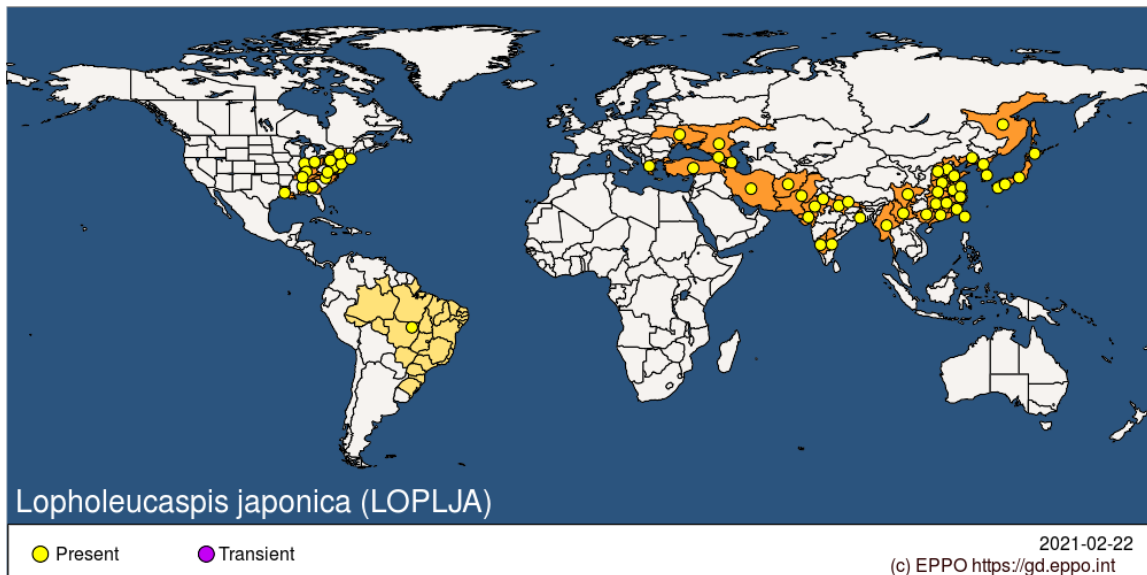 Lopholeucaspis japonica (LOPLJA)
Present
Transient
2021-02-22
(c) EPPO https://gd.eppo.int